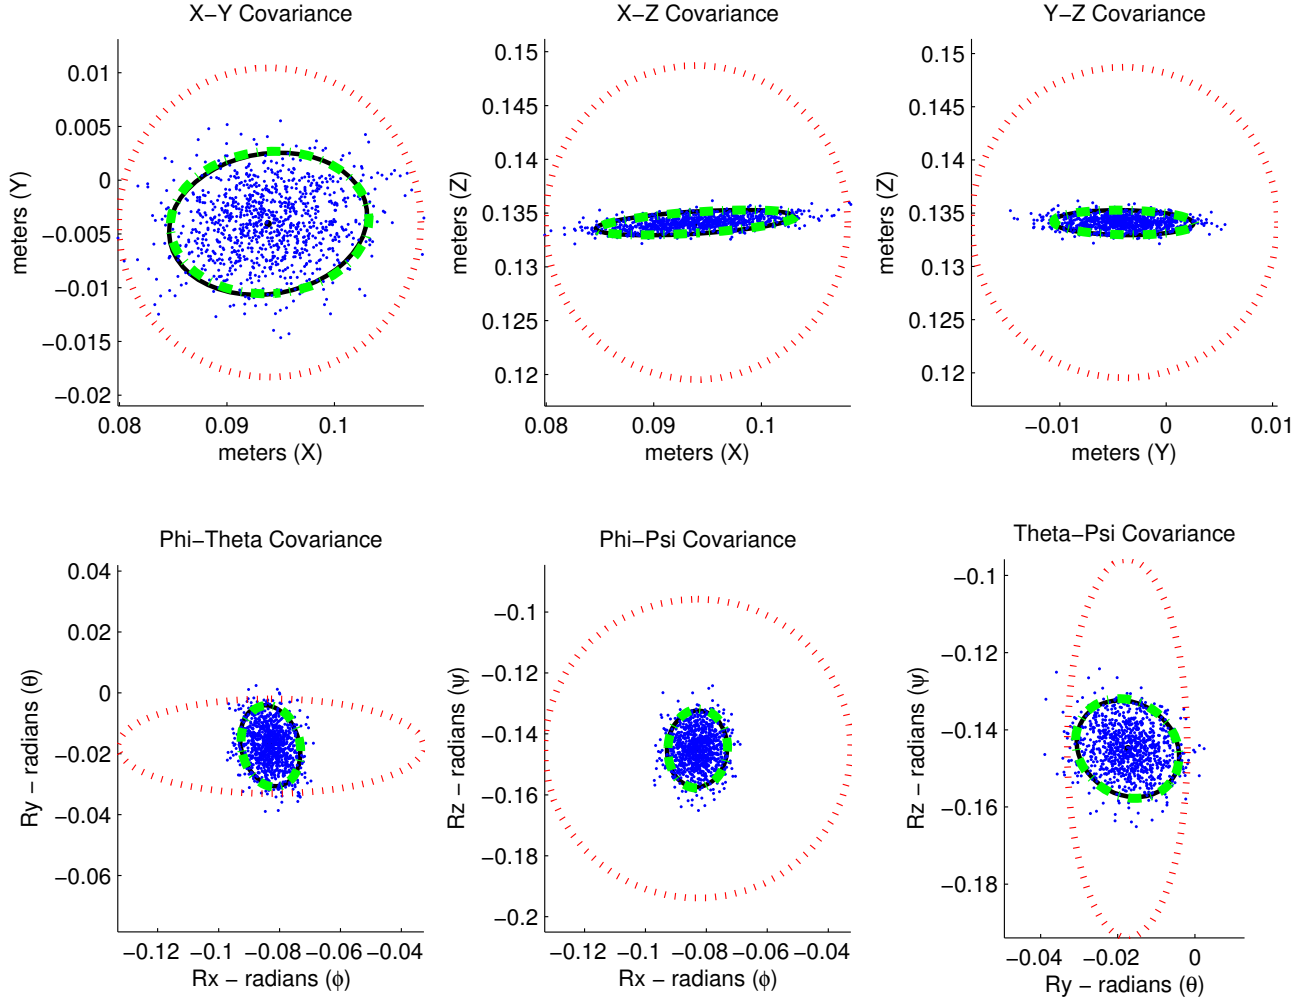 X−Y Covariance
0.01
0.005
0
−0.005
−0.01
−0.015
−0.02
meters (Y)
0.08 0.09 0.1
meters (X)
X−Z Covariance
0.15
0.145
0.14
0.135
0.13
0.125
0.12
meters (Z)
0.08 0.09 0.1
meters (X)
Y−Z Covariance
0.15
0.145
0.14
0.135
0.13
0.125
0.12
meters (Z)
−0.01 0 0.01
meters (Y)
Phi−Theta Covariance
0.04
0.02
0
−0.02
−0.04
−0.06
Ry − radians (θ)
−0.12 −0.1 −0.08 −0.06 −0.04
Rx − radians (ϕ)
Phi−Psi Covariance
−0.1
−0.12
−0.14
−0.16
−0.18
−0.2
Rz − radians (ψ)
−0.12 −0.1 −0.08 −0.06 −0.04
Rx − radians (ϕ)
Theta−Psi Covariance
−0.1
−0.12
−0.14
−0.16
−0.18
Rz − radians (ψ)
−0.04 −0.02 0
Ry − radians (θ)